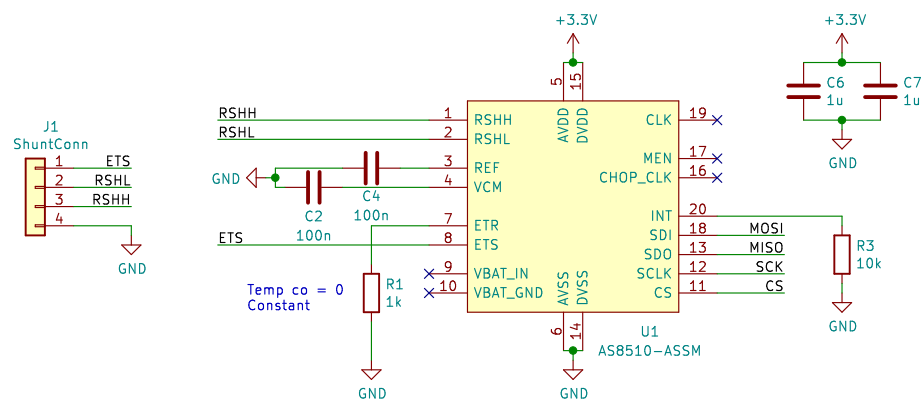 +3.3V
+3.3V
5
15
C6
1u
C7
1u
AVDD
DVDD
GND
J1
ShuntConn
1
ETS
2
RSHL
3
RSHH
4
GND
RSHH
1
RSHH
RSHL
2
RSHL
GND
3
REF
4
VCM
C4
100n
C2
100n
7
ETR
ETS
8
ETS
9
VBAT_IN
10
VBAT_GND
Temp co = 0
Constant
R1
1k
GND
CLK
19
MEN
17
CHOP_CLK
16
INT
20
SDI
18
MOSI
SDO
13
MISO
SCLK
12
SCK
CS
11
CS
R3
10k
GND
AVSS
DVSS
6
14
U1
AS8510-ASSM
GND